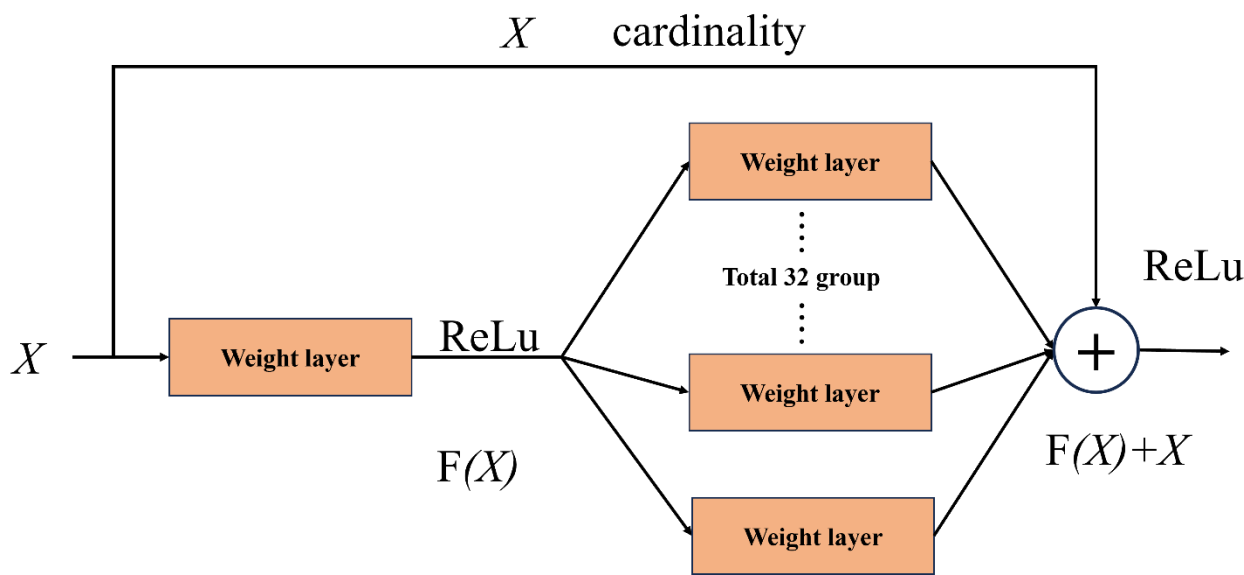 X cardinality
Weight layer
Total 32 group
ReLu
X
Weight layer
ReLu
+
Weight layer
F(X)
F(X)+X
Weight layer